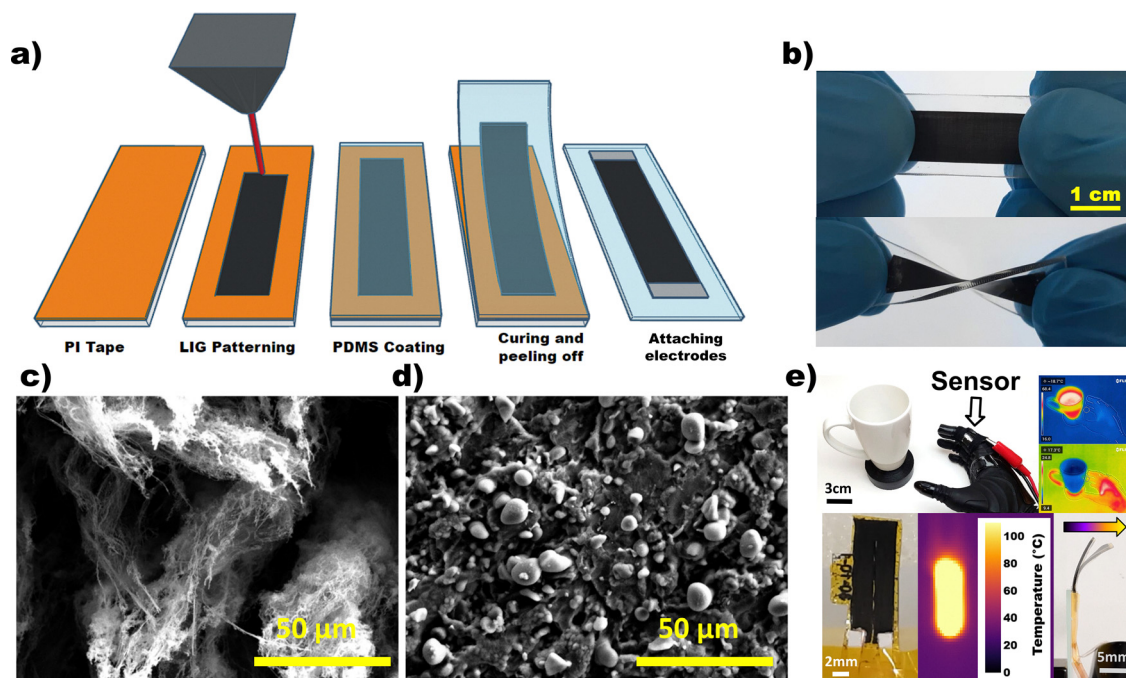 a)
PI Tape
LIG Patterning
PDMS Coating
Curing and
peeling off
Attaching
electrodes
b)
1 cm
c)
50 µm
d)
50 µm
e)
Sensor
3cm
2mm
100
80
60
40
20
0
Temperature (°C)
5mm